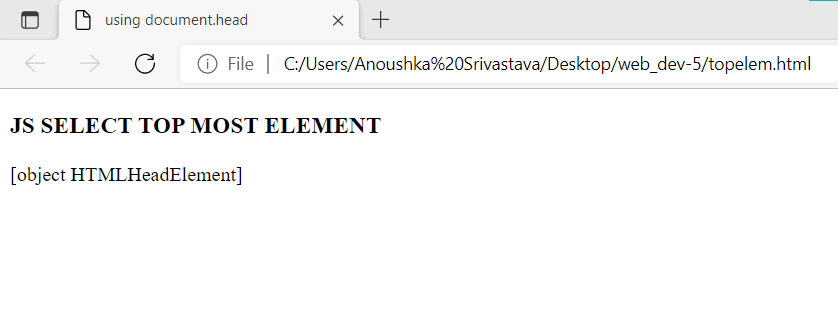 using document.head
File | C:/Users/Anoushka%20Srivastava/Desktop/web_dev-5/topelem.html
JS SELECT TOP MOST ELEMENT
[object HTMLHeadElement]